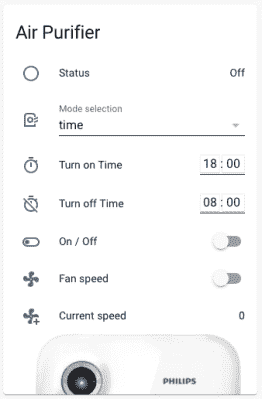 Air Purifier
Status Off
Mode selection
time
Turn on Time 18 : 00
Turn off Time 08 : 00
On / Off
Fan speed
Current speed 0
PHILIPS